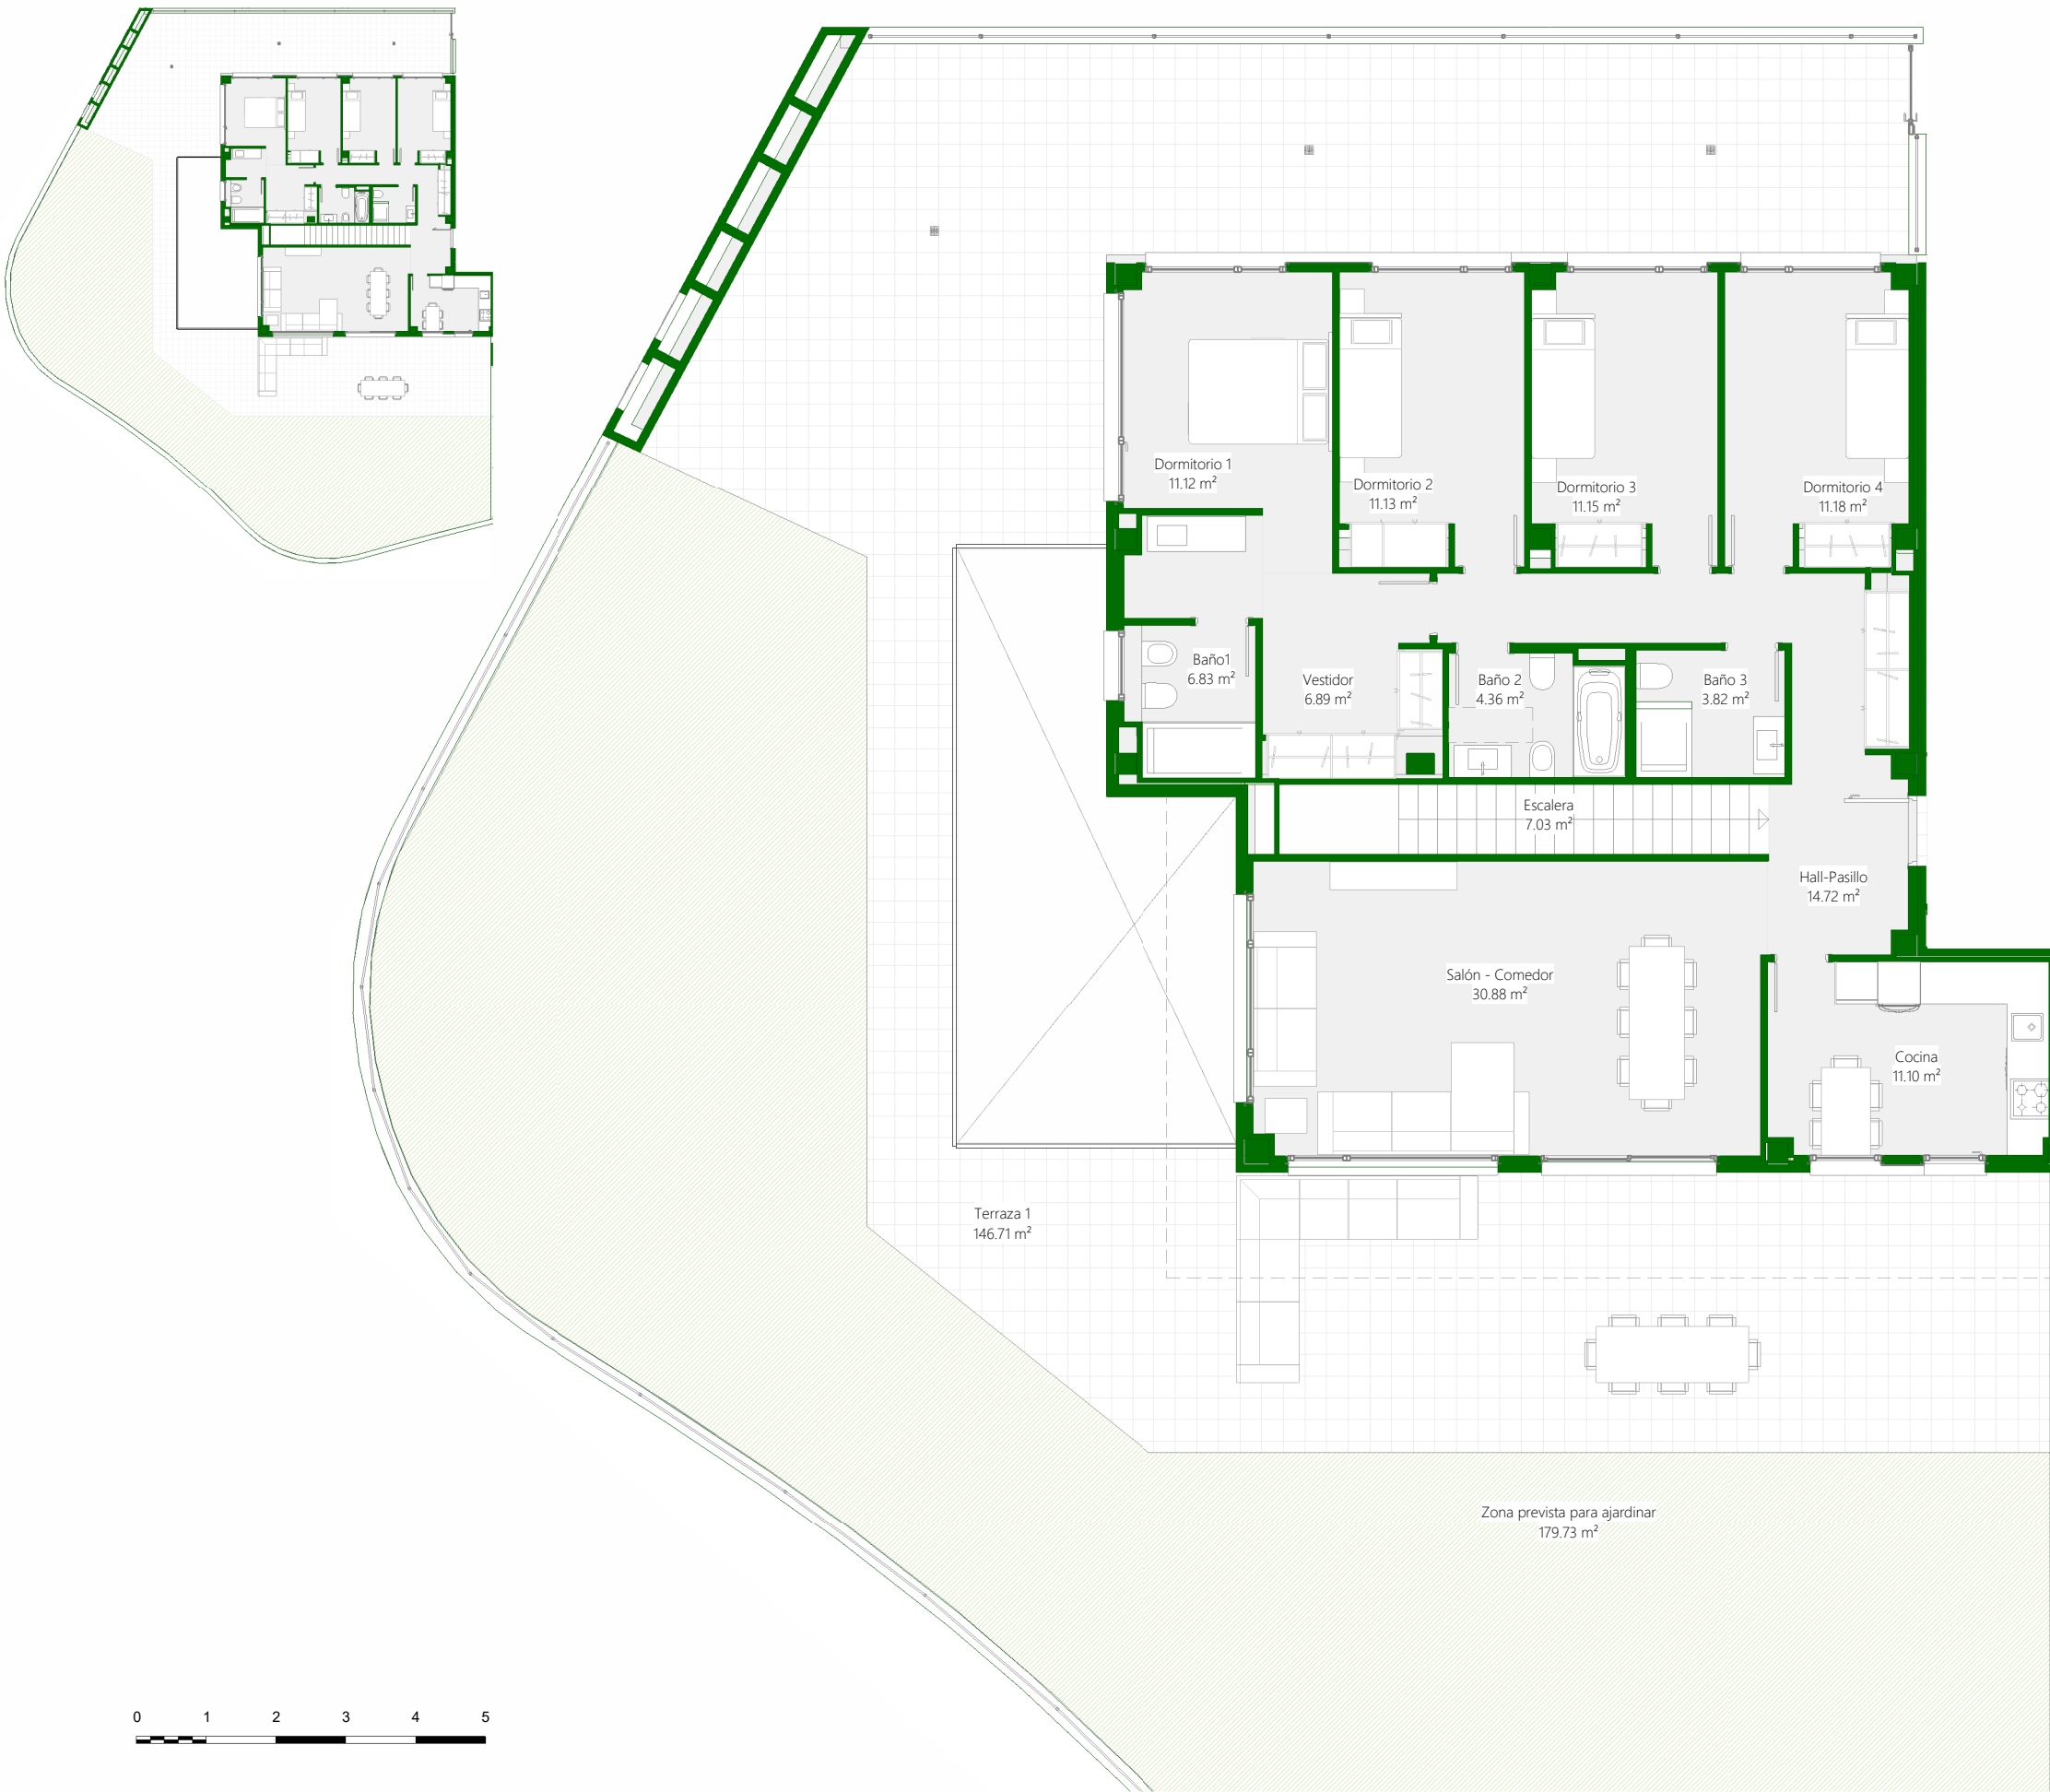 Dormitorio 1
11.12 m²
Dormitorio 2
11.13 m²
Dormitorio 3
11.15 m²
Dormitorio 4
11.18 m²
Baño1
6.83 m²
Vestidor
6.89 m²
Baño 2
4.36 m²
Baño 3
3.82 m²
Escalera
7.03 m²
Hall-Pasillo
14.72 m²
Salón - Comedor
30.88 m²
Cocina
11.10 m²
Terraza 1
146.71 m²
Zona prevista para ajardinar
179.73 m²
0 1 2 3 4 5